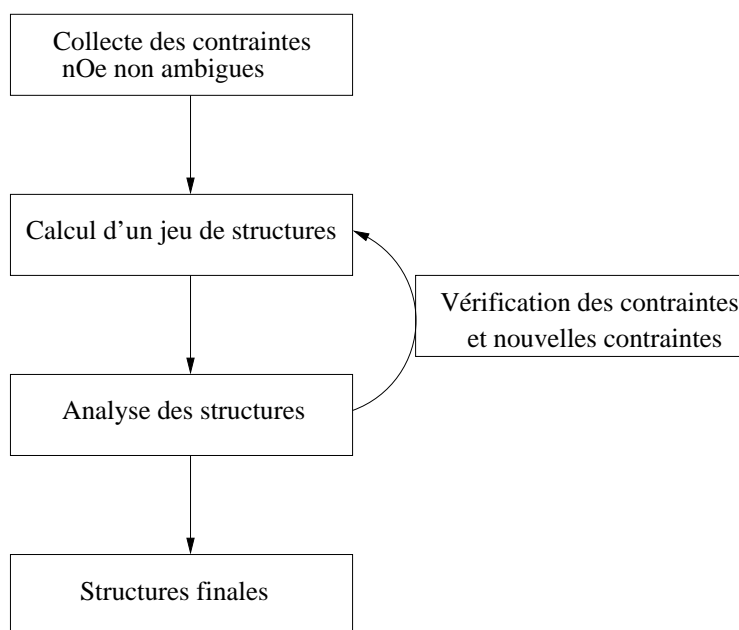 Collecte des contraintes
nOe non ambigues
Calcul d'un jeu de structures
Vérification des contraintes
et nouvelles contraintes
Analyse des structures
Structures finales